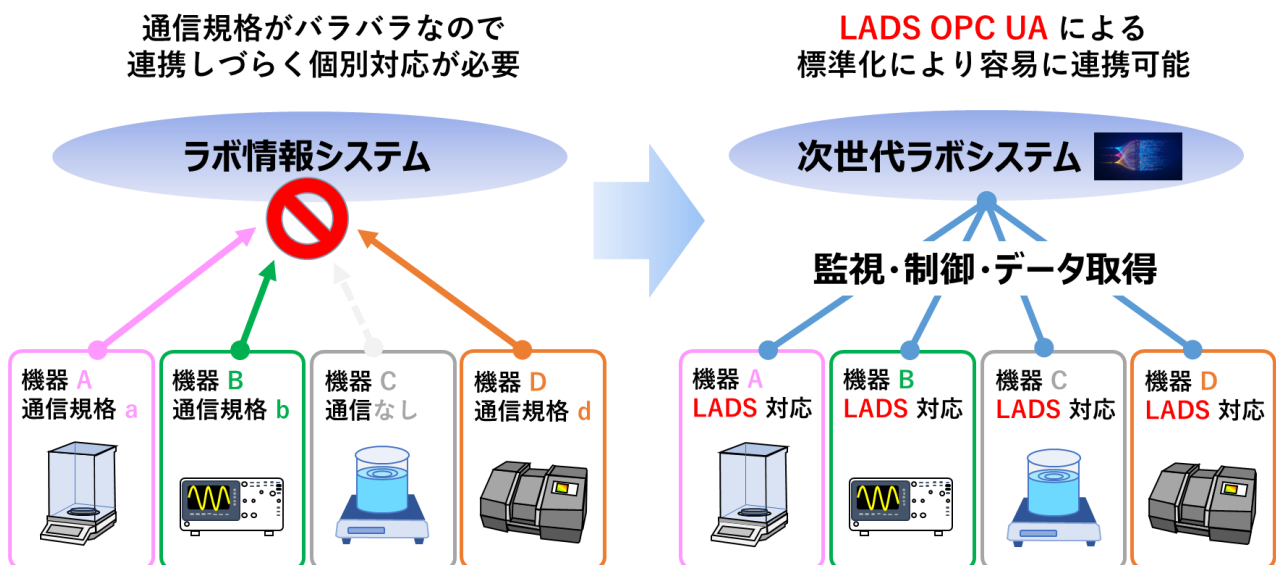 通信規格がバラバラなので
連携しづらく個別対応が必要
ラボ情報システム
機器 A
通信規格 a
機器 B
通信規格 b
機器 C
通信なし
機器 D
通信規格 d
LADS OPC UA による
標準化により容易に連携可能
次世代ラボシステム
監視・制御・データ取得
機器 A
LADS 対応
機器 B
LADS 対応
機器 C
LADS 対応
機器 D
LADS 対応